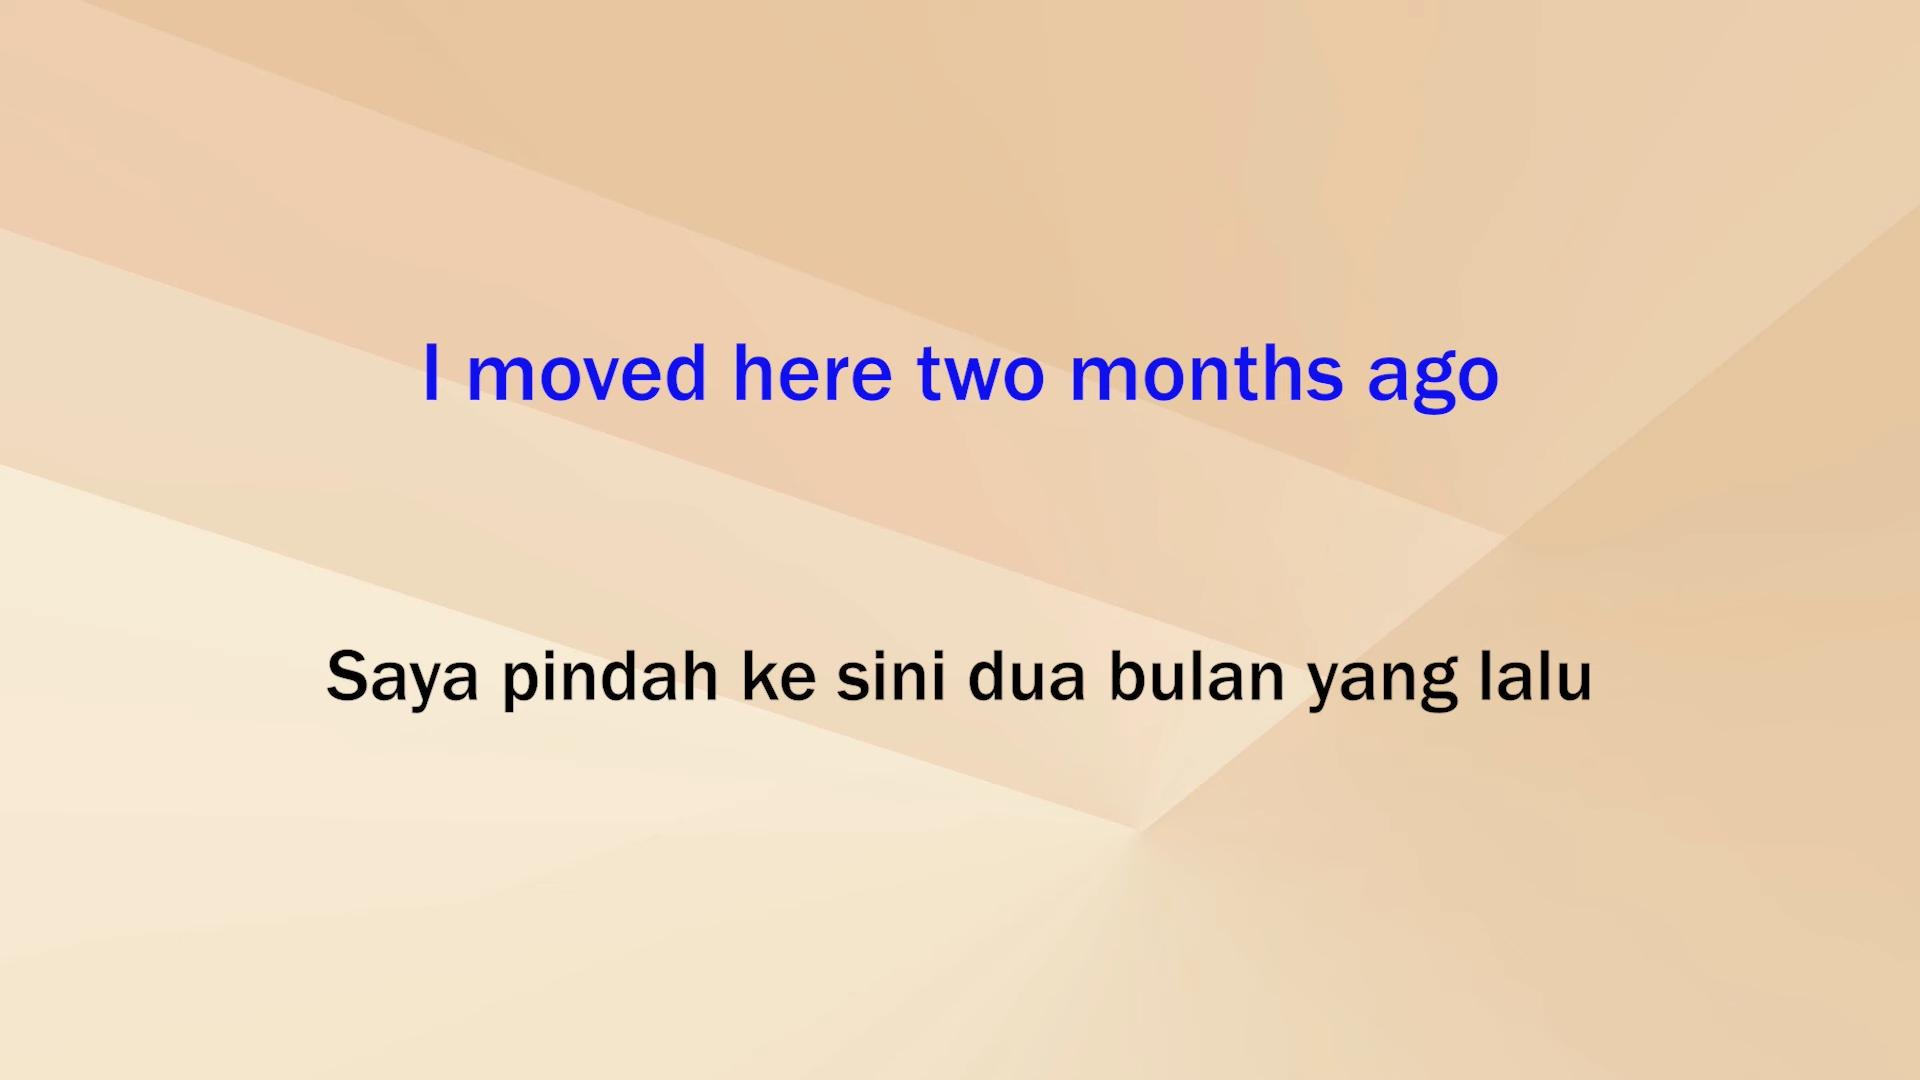 I moved here two months ago
Saya pindah ke sini dua bulan yang lalu